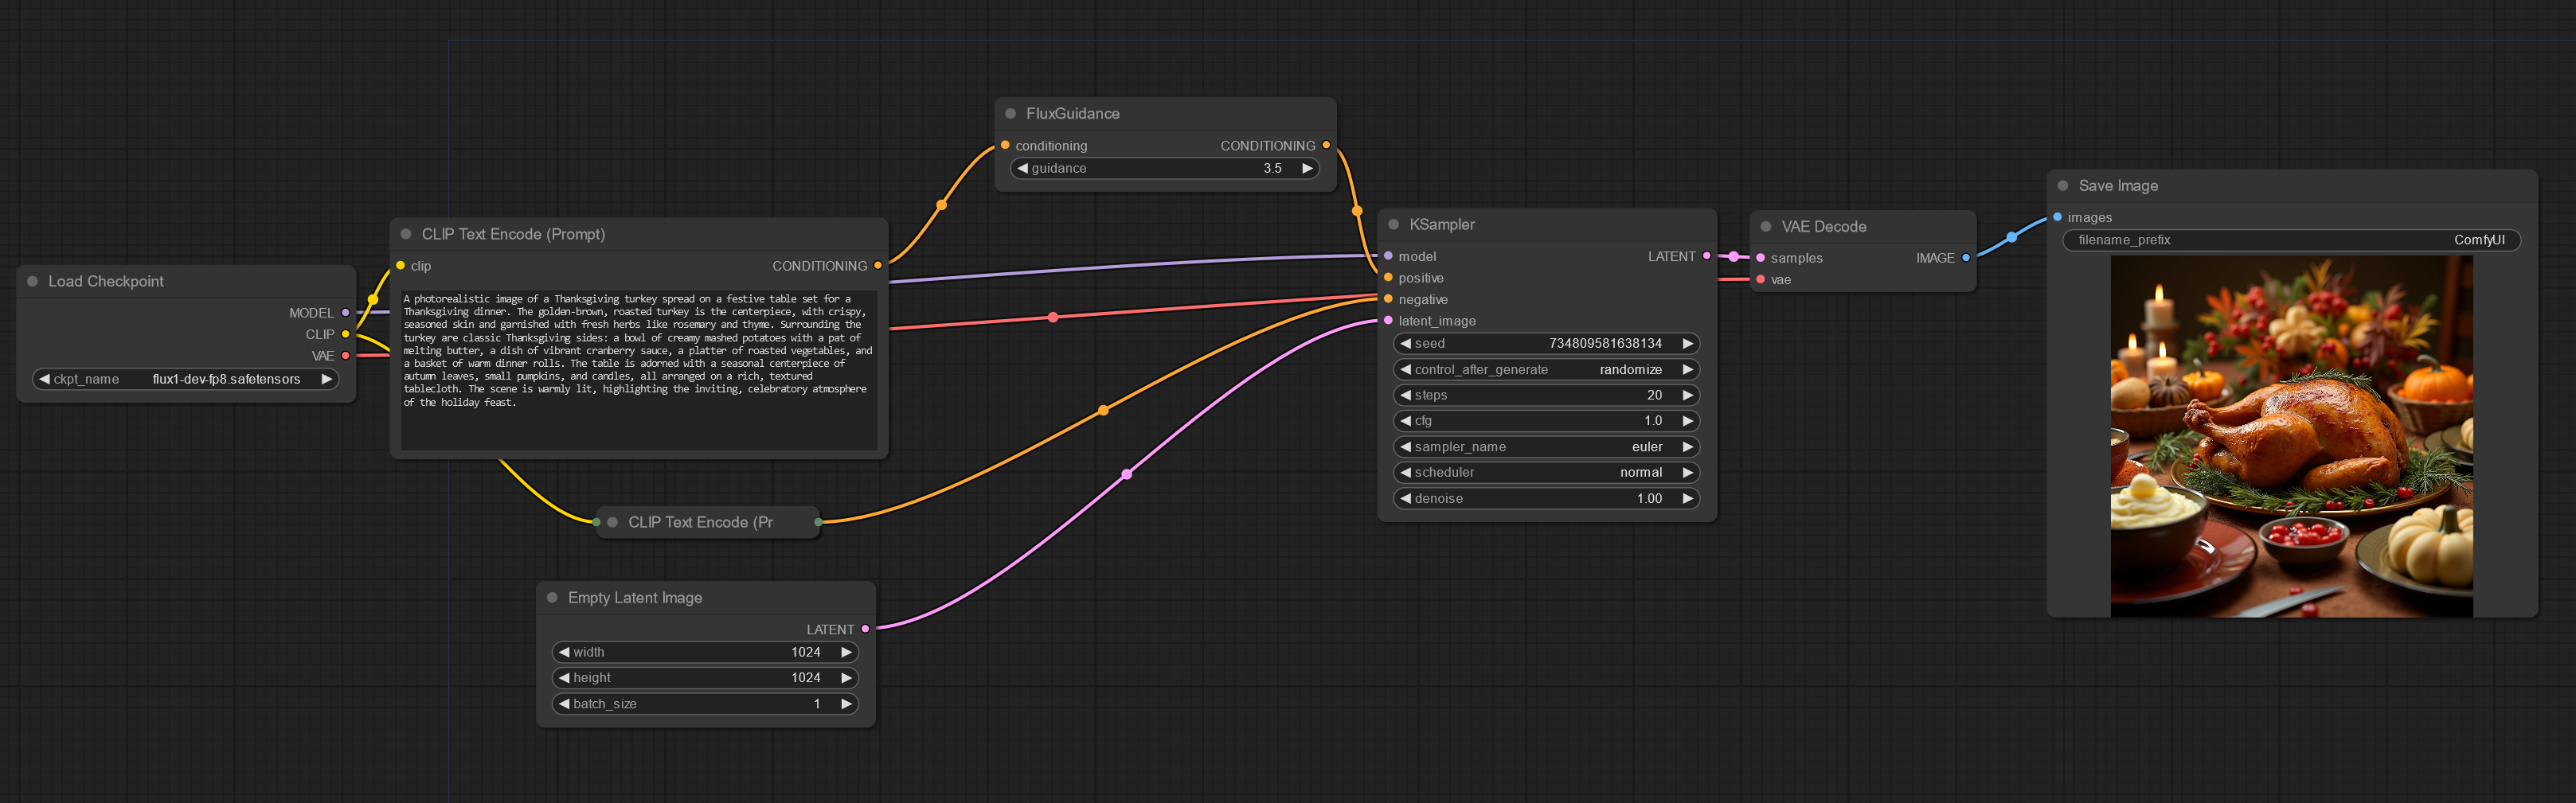 Load Checkpoint
MODEL
CLIP
VAE
ckpt_name flux1-dev-fp8.safetensors
CLIP Text Encode (Prompt)
clip CONDITIONING
A photorealistic image of a Thanksgiving turkey spread on a festive table set for a
Thanksgiving dinner. The golden-brown, roasted turkey is the centerpiece, with crispy,
seasoned skin and garnished with fresh herbs like rosemary and thyme. Surrounding the
turkey are classic Thanksgiving sides: a bowl of creamy mashed potatoes with a pat of
melting butter, a dish of vibrant cranberry sauce, a platter of roasted vegetables, and
a basket of warm dinner rolls. The table is adorned with a seasonal centerpiece of
autumn leaves, small pumpkins, and candles, all arranged on a rich, textured
tablecloth. The scene is warmly lit, highlighting the inviting, celebratory atmosphere
of the holiday feast.
CLIP Text Encode (Pr
Empty Latent Image
LATENT
width 1024
height 1024
batch_size 1
FluxGuidance
conditioning CONDITIONING
guidance 3.5
KSampler
model LATENT
positive
negative
latent_image
seed 734809581638134
control_after_generate randomize
steps 20
cfg 1.0
sampler_name euler
scheduler normal
denoise 1.00
VAE Decode
samples IMAGE
vae
Save Image
images
filename_prefix ComfyUI